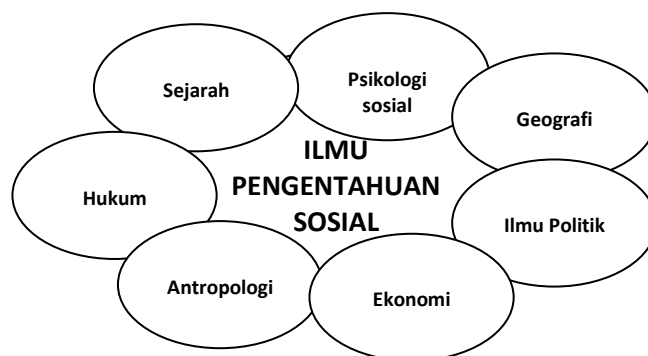 Sejarah
Psikologi
sosial
Geografi
ILMU
PENGENTAHUAN
SOSIAL
Hukum
Ilmu Politik
Antropologi
Ekonomi